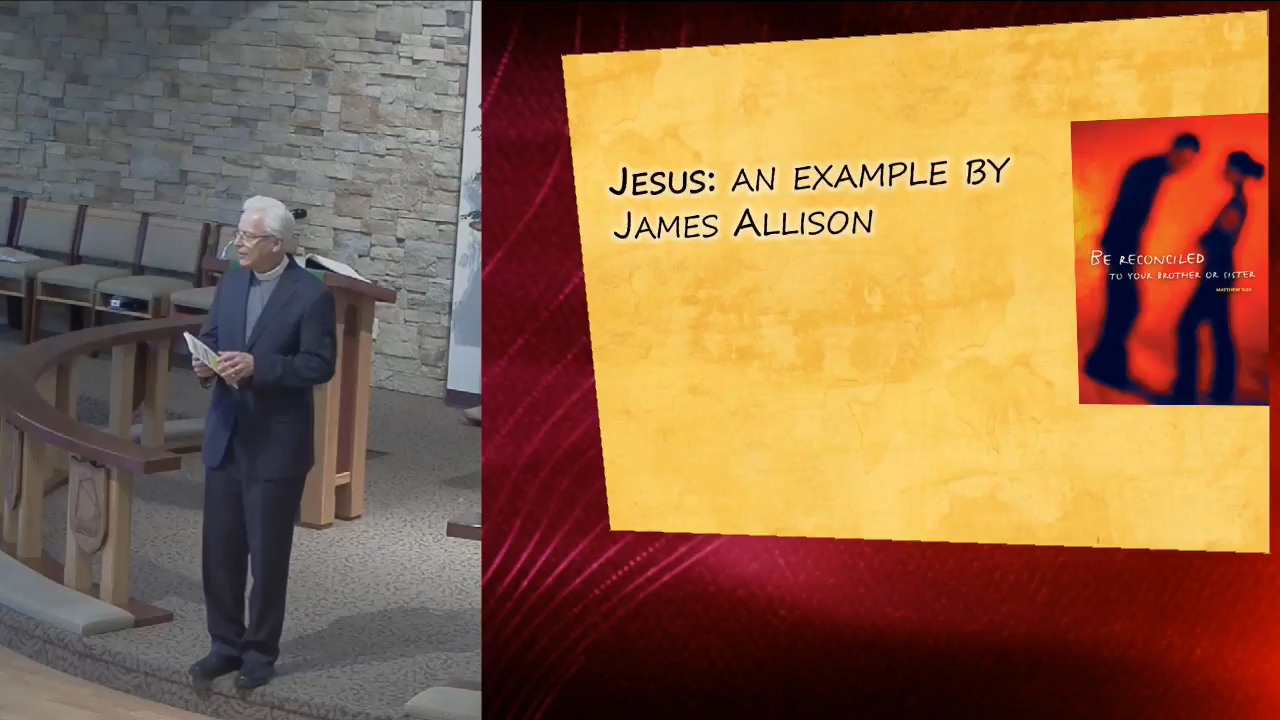 Jesus: an example by
James Allison
Be reconciled
to your brother or sister